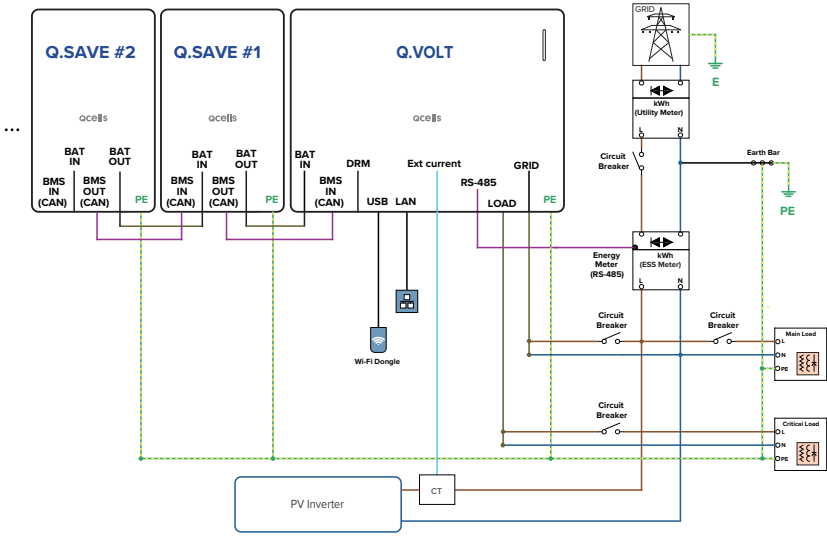 GRID
Q.SAVE #2
Q.SAVE #1
Q.VOLT
E
kWh
(Utility Meter)
qcells
qcells
qcells
L
N
...
BAT
IN
BAT
OUT
BAT
IN
BAT
OUT
BAT
IN
DRM
Ext current
GRID
Circuit
Breaker
Earth Bar
BMS
IN
(CAN)
BMS
OUT
(CAN)
PE
BMS
IN
(CAN)
BMS
OUT
(CAN)
PE
BMS
IN
(CAN)
USB
LAN
RS-485
LOAD
PE
PE
Energy
Meter
(RS-485)
kWh
(ESS Meter)
L
N
Wi-Fi Dongle
Circuit
Breaker
Circuit
Breaker
Main Load
L
N
PE
Circuit
Breaker
Critical Load
L
N
PE
PV Inverter
CT